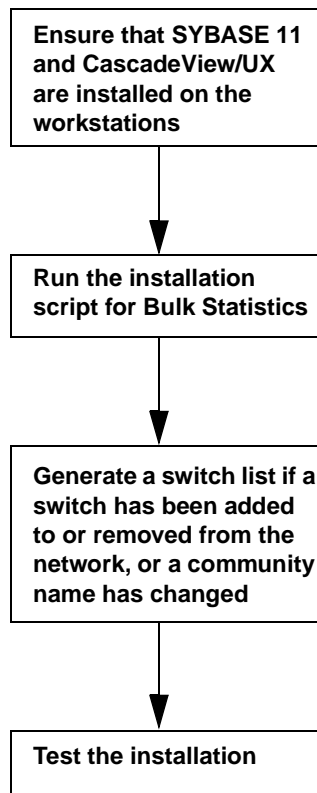 Ensure that SYBASE 11
and CascadeView/UX
are installed on the
workstations
Run the installation
script for Bulk Statistics
Generate a switch list if a
switch has been added
to or removed from the
network, or a community
name has changed
Test the installation